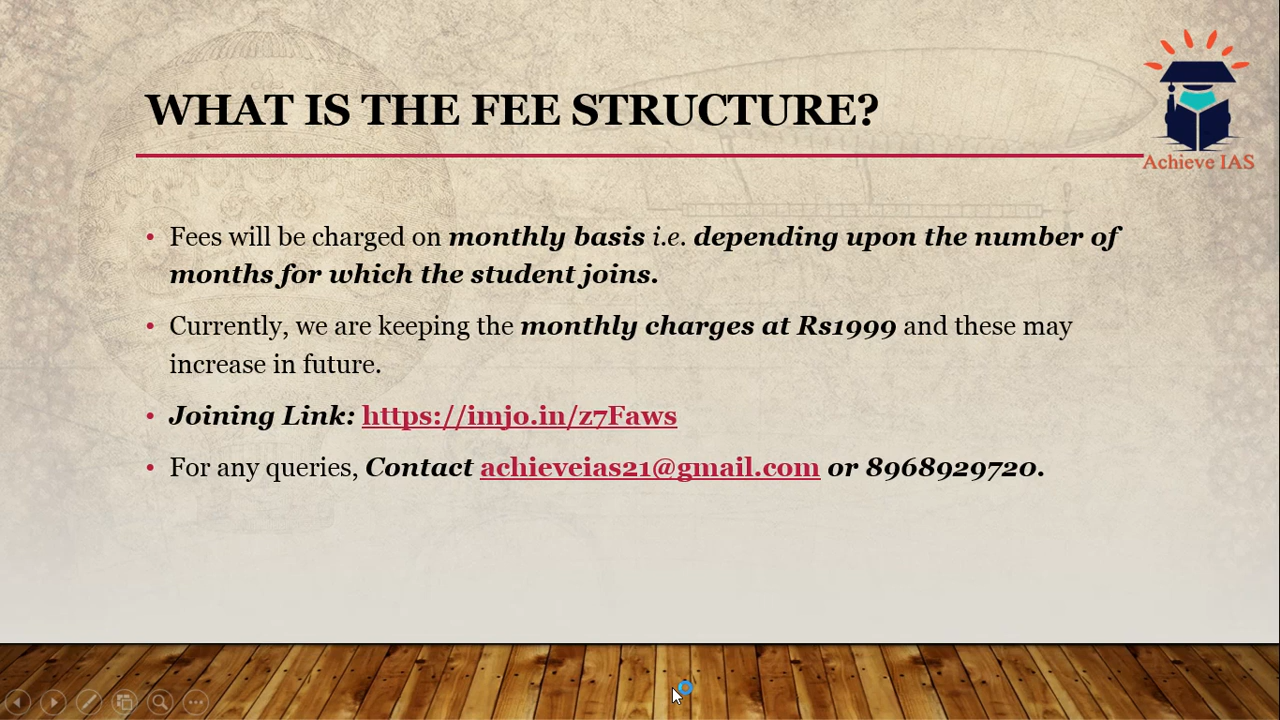 WHAT IS THE FEE STRUCTURE?
Achieve IAS
• Fees will be charged on monthly basis i.e. depending upon the number of
months for which the student joins.
• Currently, we are keeping the monthly charges at Rs1999 and these may
increase in future.
• Joining Link: https://imjo.in/z7Faws
• For any queries, Contact achieveias21@gmail.com or 8968929720.